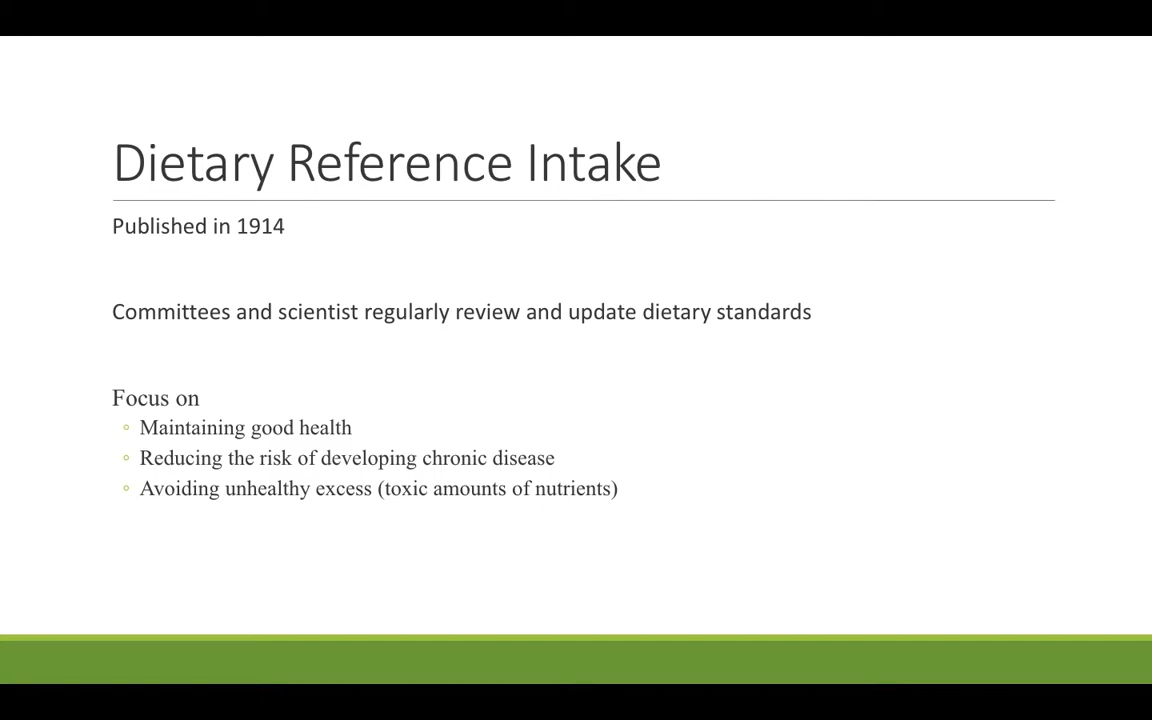 Dietary Reference Intake
Published in 1914
Committees and scientist regularly review and update dietary standards
Focus on
◦ Maintaining good health
◦ Reducing the risk of developing chronic disease
◦ Avoiding unhealthy excess (toxic amounts of nutrients)